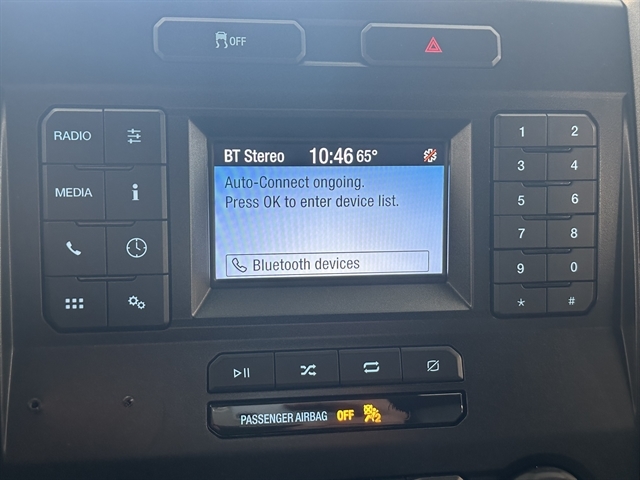 OFF
RADIO
MEDIA
i
BT Stereo 10:46 65°
Auto-Connect ongoing.
Press OK to enter device list.
Bluetooth devices
1 2
3 4
5 6
7 8
9 0
* #
PASSENGER AIRBAG OFF 2